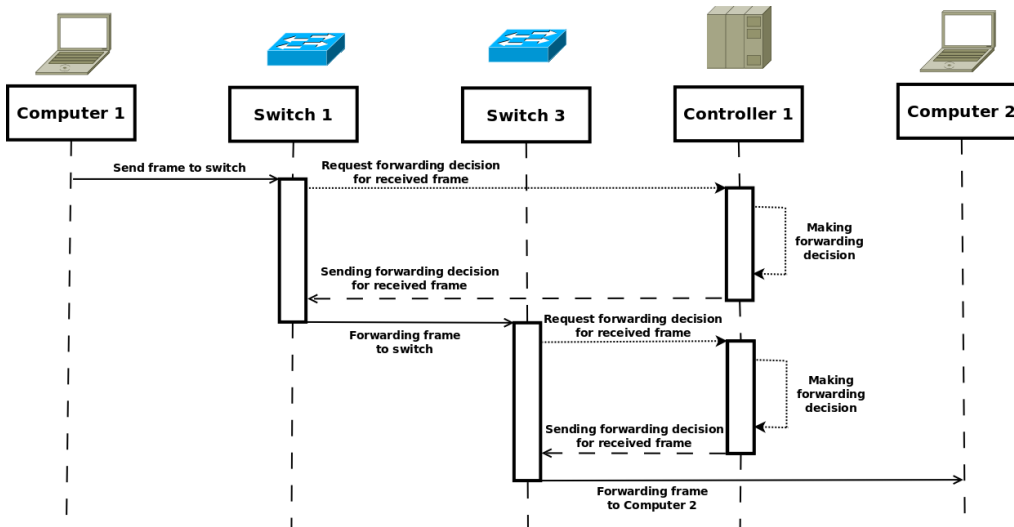 Computer 1
Switch 1
Switch 3
Controller 1
Computer 2
Send frame to switch
Request forwarding decision
for received frame
Making
forwarding
decision
Sending forwarding decision
for received frame
Forwarding frame
to switch
Request forwarding decision
for received frame
Making
forwarding
decision
Sending forwarding decision
for received frame
Forwarding frame
to Computer 2